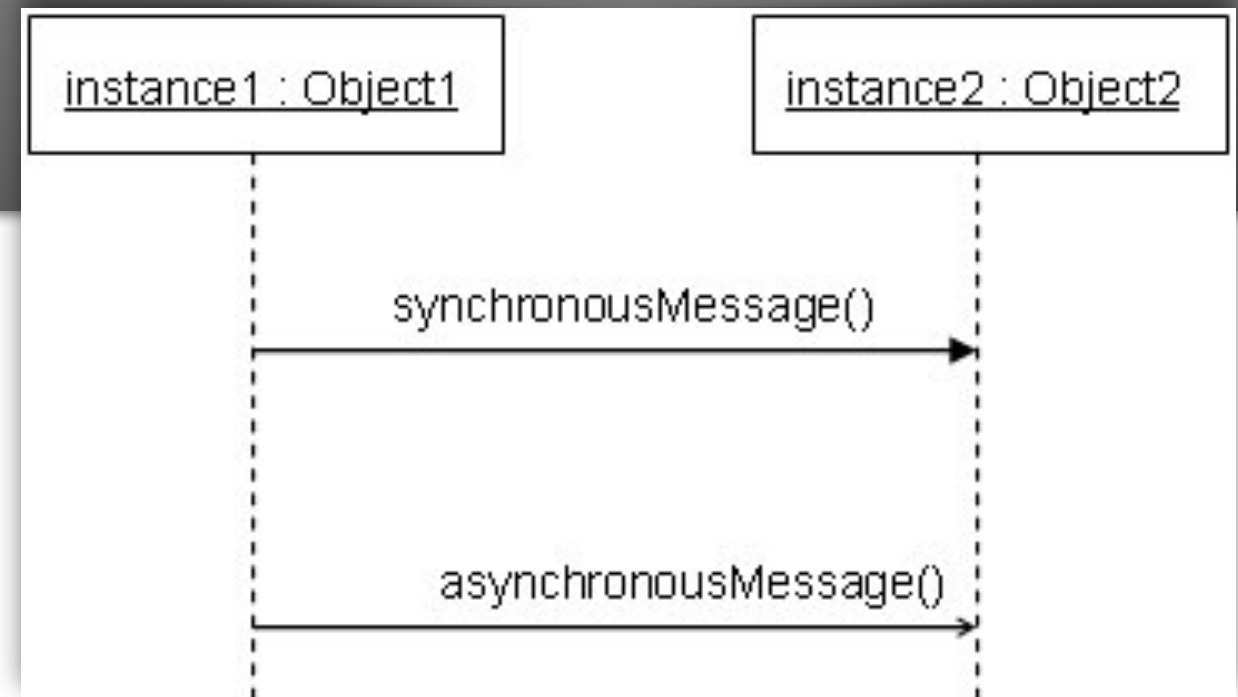 instance1 : Object1
instance2 : Object2
synchronousMessage()
asynchronousMessage()